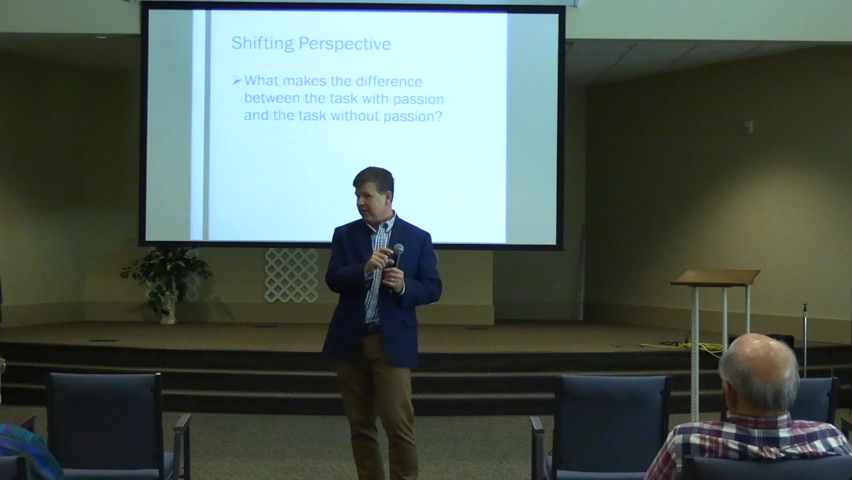 Shifting Perspective
➢What makes the difference
between the task with passion
and the task without passion?